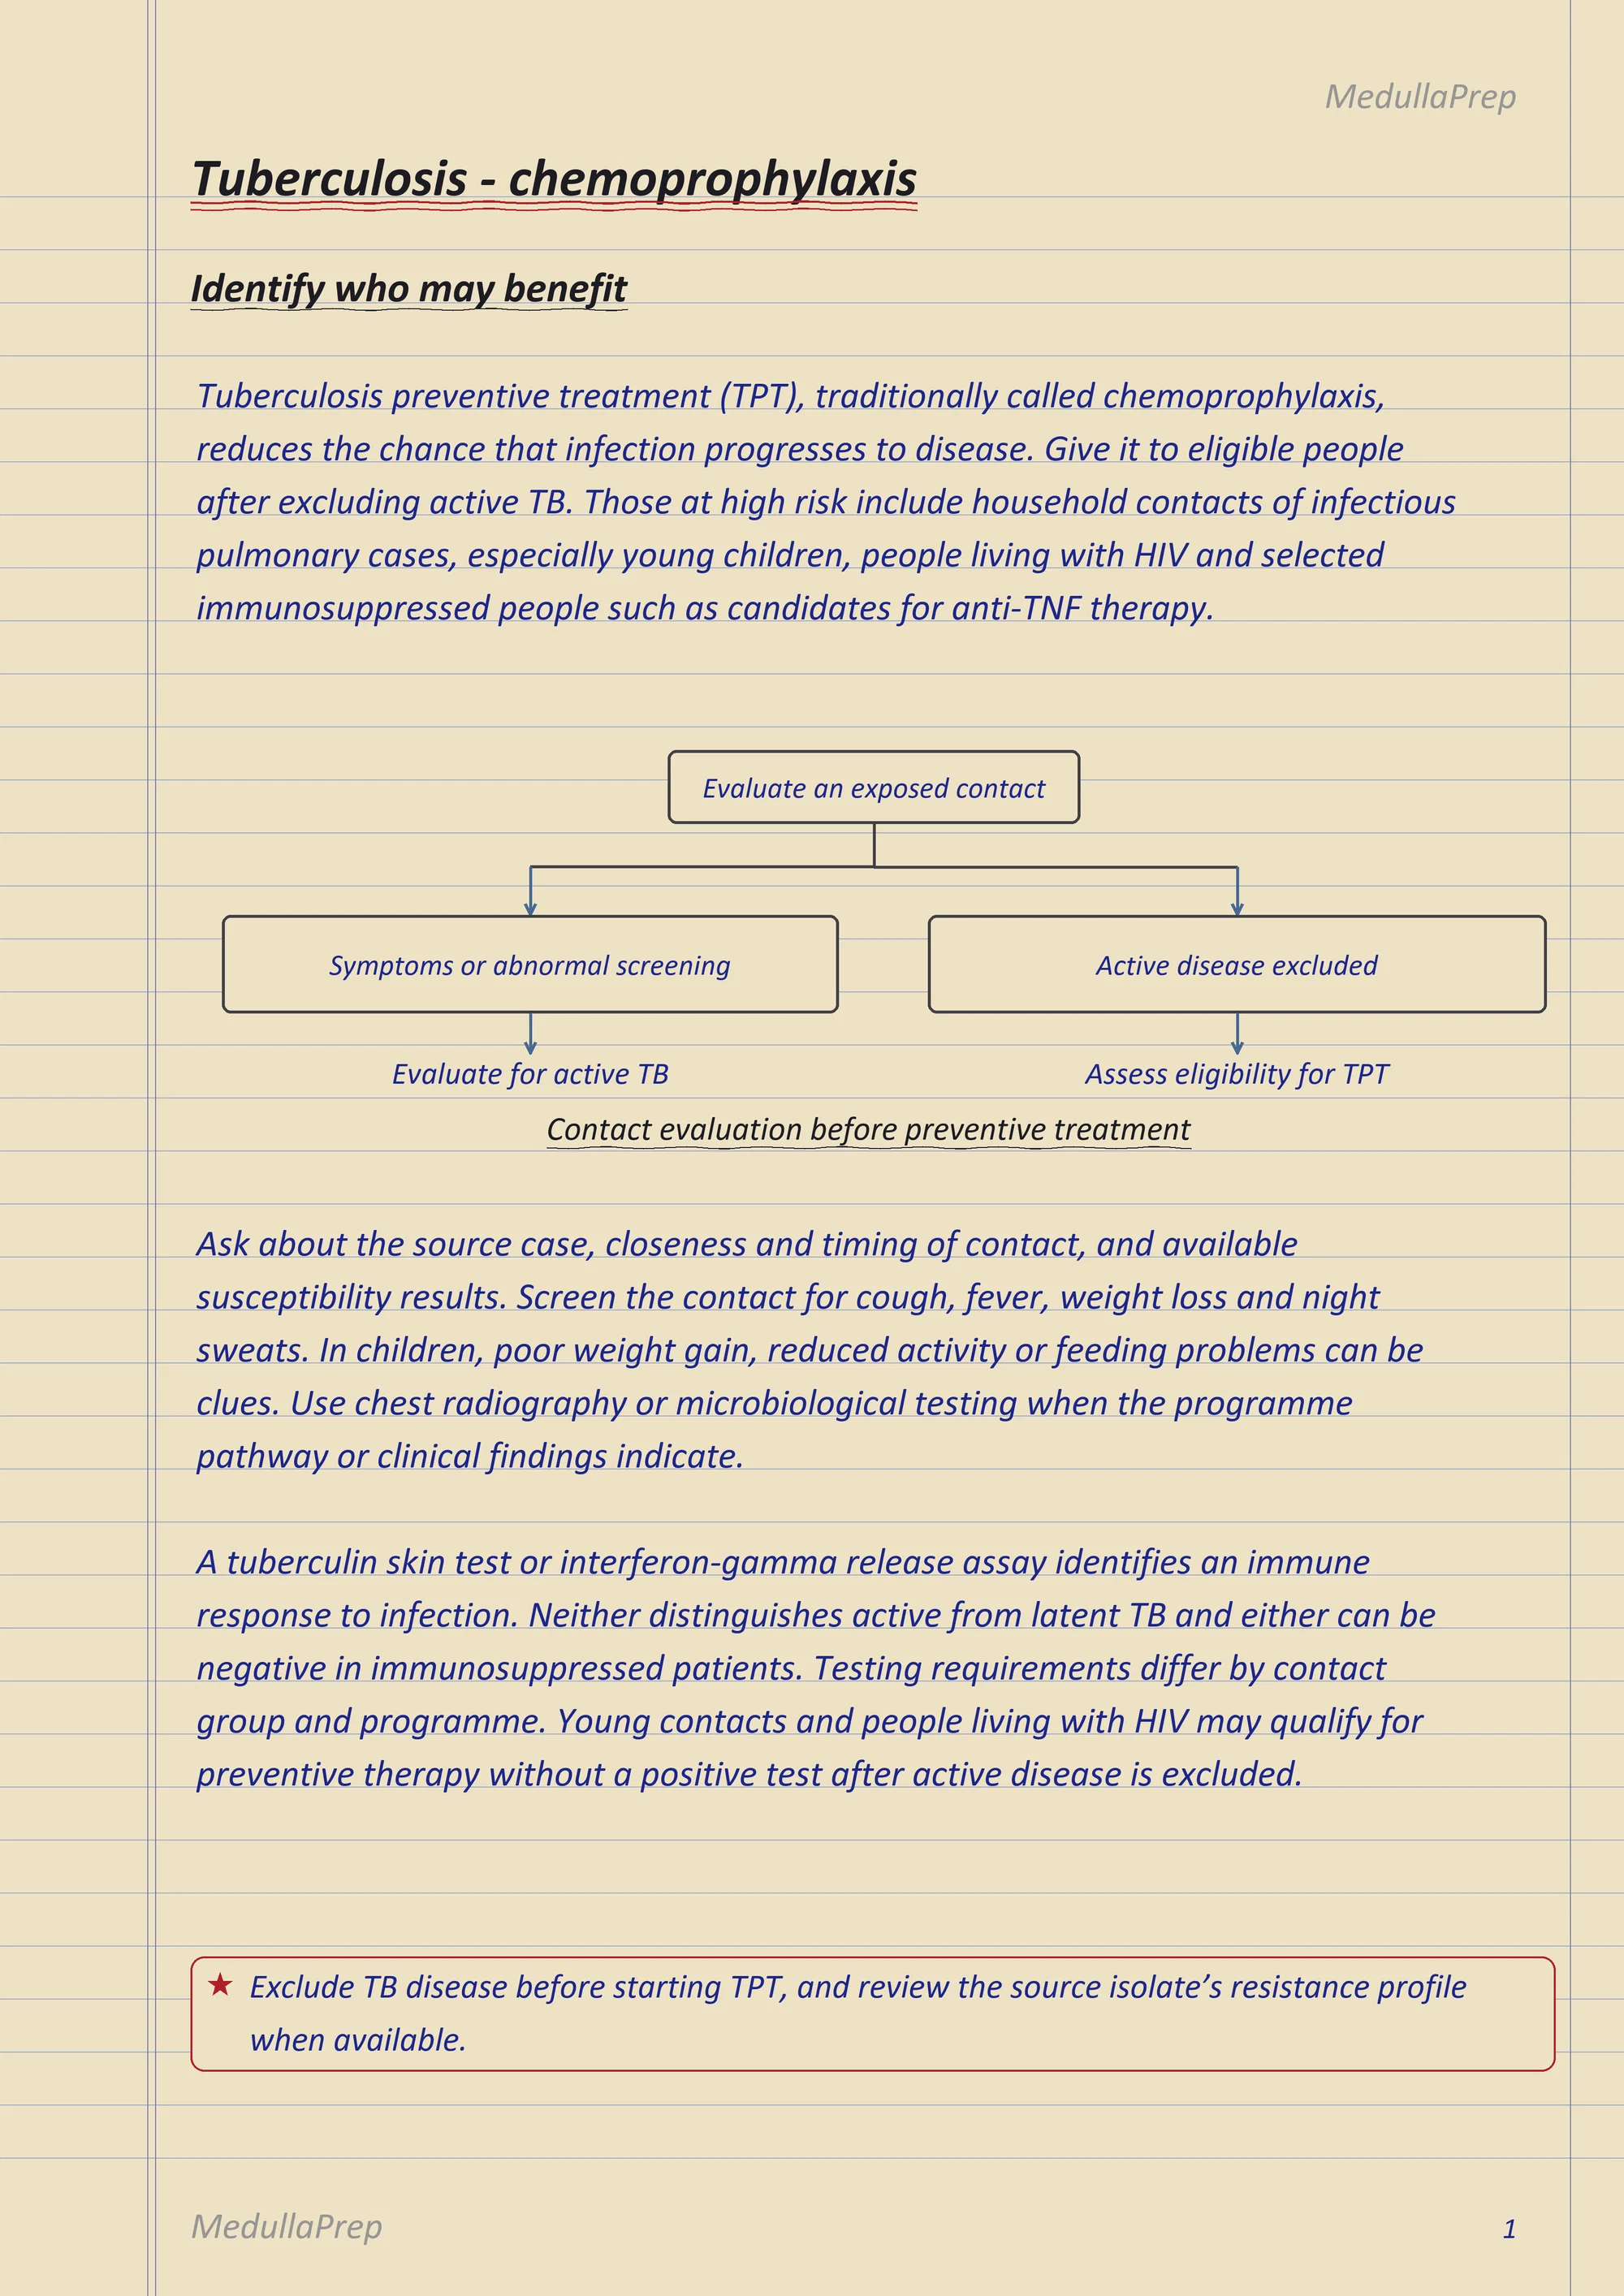 MedullaPrep
Tuberculosis - chemoprophylaxis
Identify who may benefit
Tuberculosis preventive treatment (TPT), traditionally called chemoprophylaxis,
reduces the chance that infection progresses to disease. Give it to eligible people
after excluding active TB. Those at high risk include household contacts of infectious
pulmonary cases, especially young children, people living with HIV and selected
immunosuppressed people such as candidates for anti-TNF therapy.
Evaluate an exposed contact
Symptoms or abnormal screening
Active disease excluded
Evaluate for active TB
Assess eligibility for TPT
Contact evaluation before preventive treatment
Ask about the source case, closeness and timing of contact, and available
susceptibility results. Screen the contact for cough, fever, weight loss and night
sweats. In children, poor weight gain, reduced activity or feeding problems can be
clues. Use chest radiography or microbiological testing when the programme
pathway or clinical findings indicate.
A tuberculin skin test or interferon-gamma release assay identifies an immune
response to infection. Neither distinguishes active from latent TB and either can be
negative in immunosuppressed patients. Testing requirements differ by contact
group and programme. Young contacts and people living with HIV may qualify for
preventive therapy without a positive test after active disease is excluded.
★ Exclude TB disease before starting TPT, and review the source isolate’s resistance profile
when available.
MedullaPrep
1